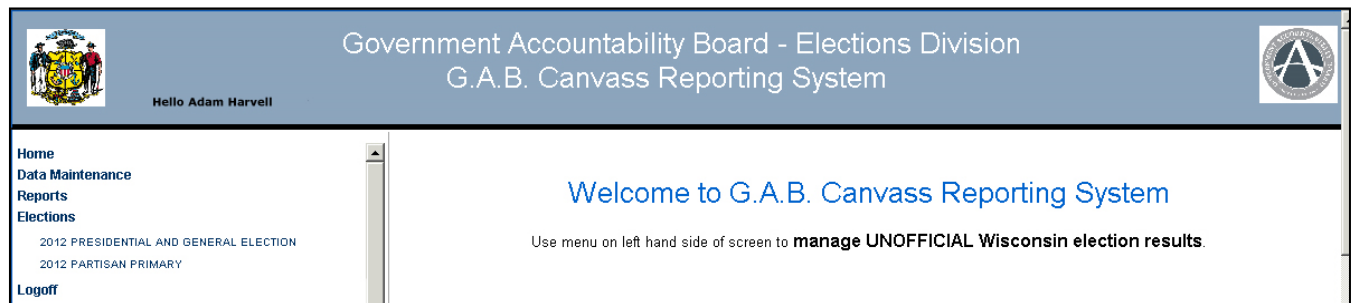 Government Accountability Board - Elections Division
G.A.B. Canvass Reporting System
Hello Adam Harvell
Home
Data Maintenance
Reports
Elections
2012 PRESIDENTIAL AND GENERAL ELECTION
2012 PARTISAN PRIMARY
Logoff
Welcome to G.A.B. Canvass Reporting System
Use menu on left hand side of screen to manage UNOFFICIAL Wisconsin election results.